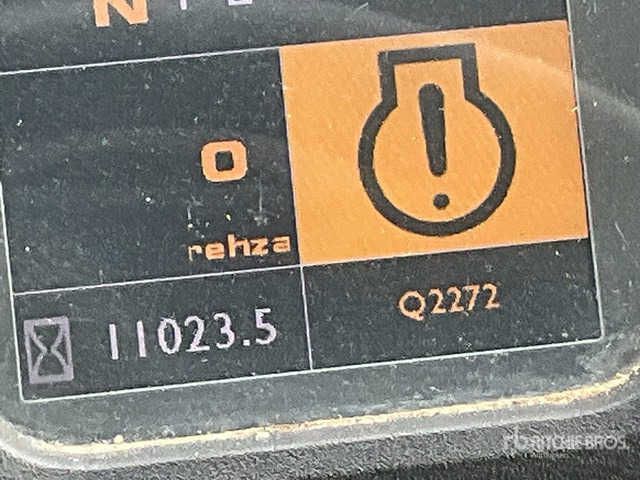 N
0
rehza
11023.5
Q2272
RITCHIE BROS.